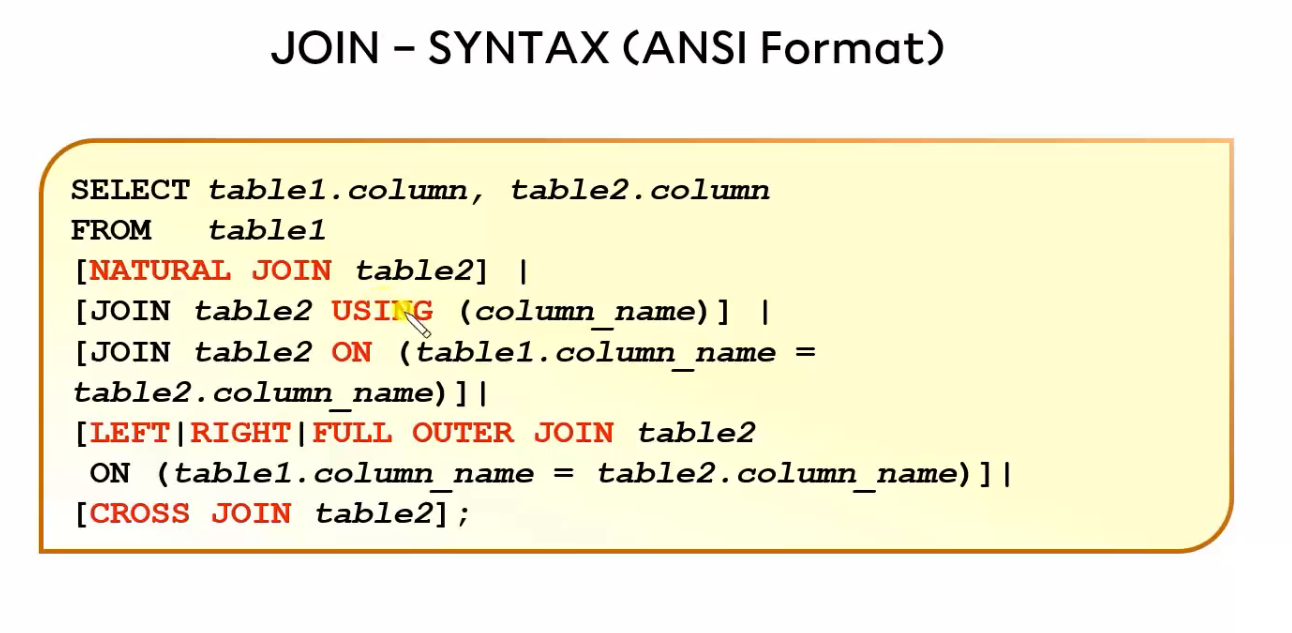 JOIN – SYNTAX (ANSI Format)
SELECT table1.column, table2.column
FROM table1
[NATURAL JOIN table2] |
[JOIN table2 USING (column_name)] |
[JOIN table2 ON (table1.column_name =
table2.column_name)]|
[LEFT|RIGHT|FULL OUTER JOIN table2
ON (table1.column_name = table2.column_name)]|
[CROSS JOIN table2];